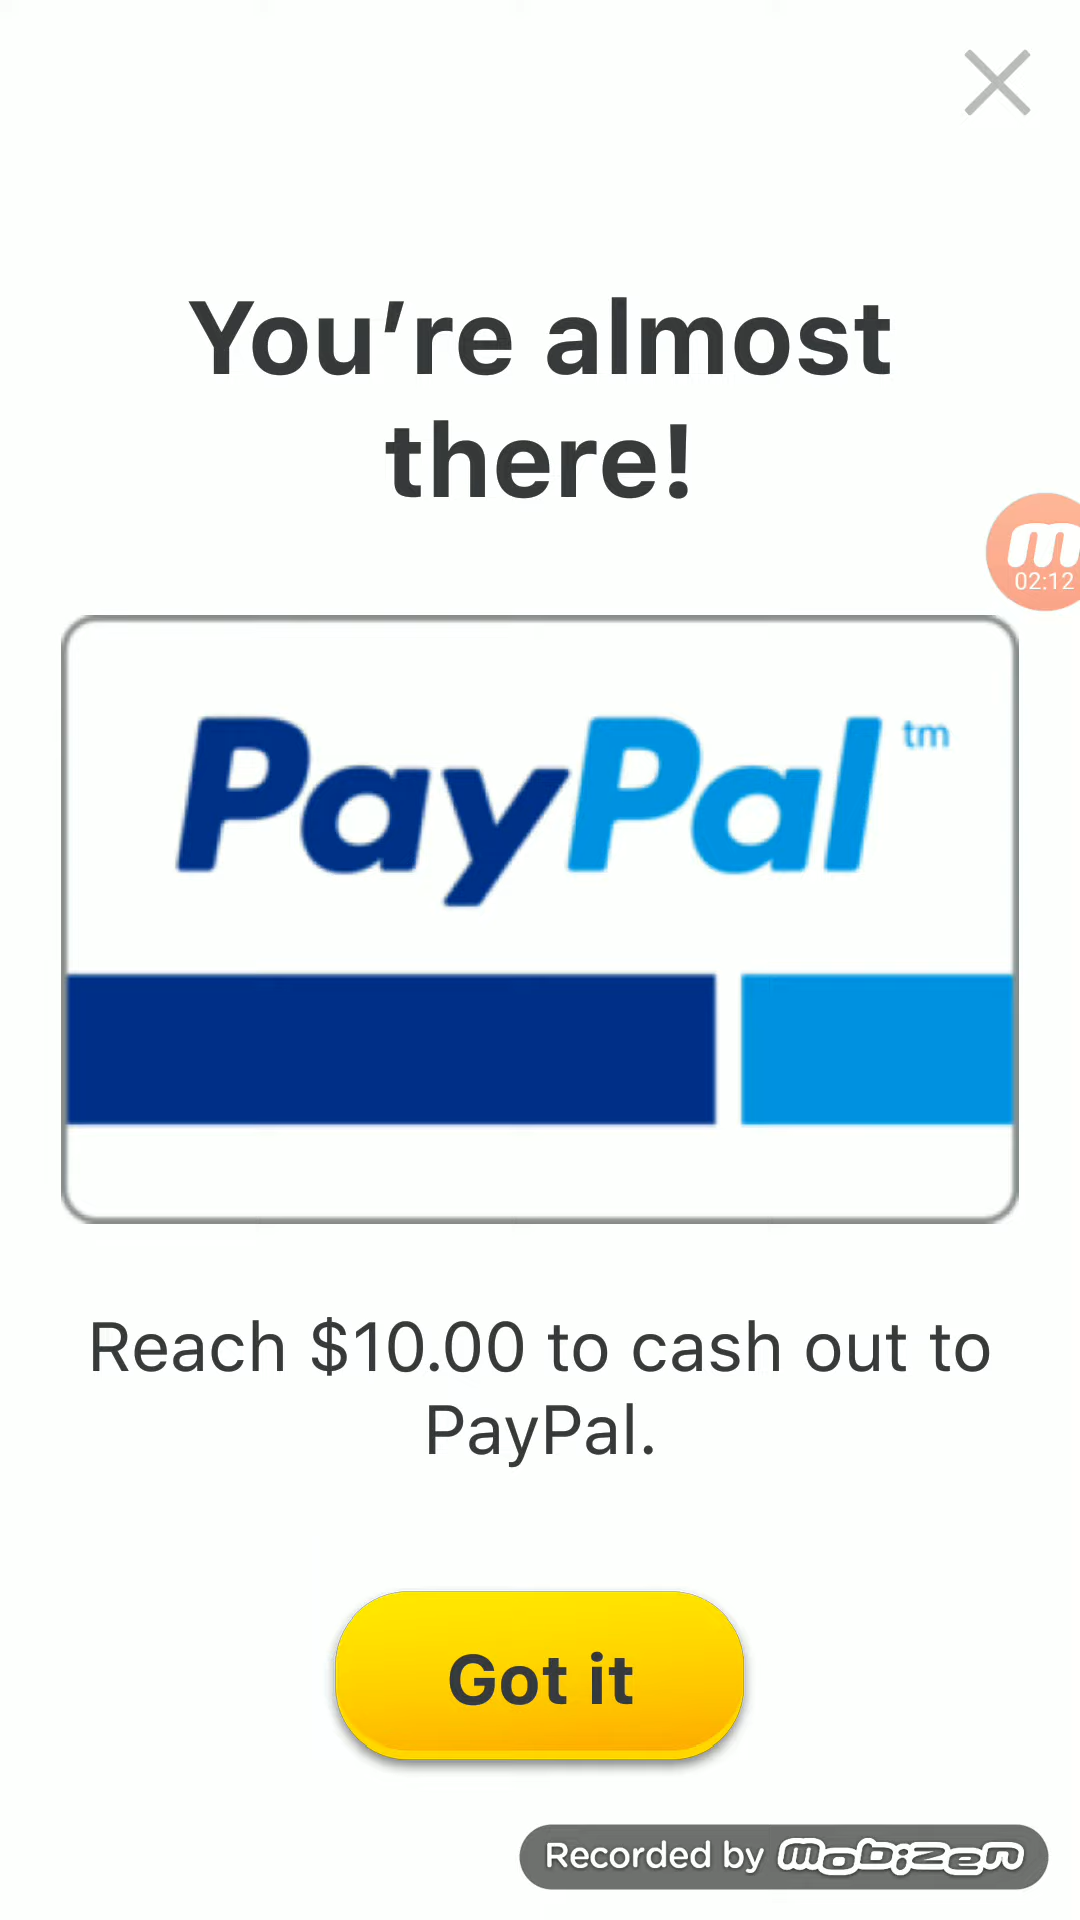 You’re almost
there!
02:12
PayPal tm
Reach $10.00 to cash out to
PayPal.
Got it
Recorded by mobizen